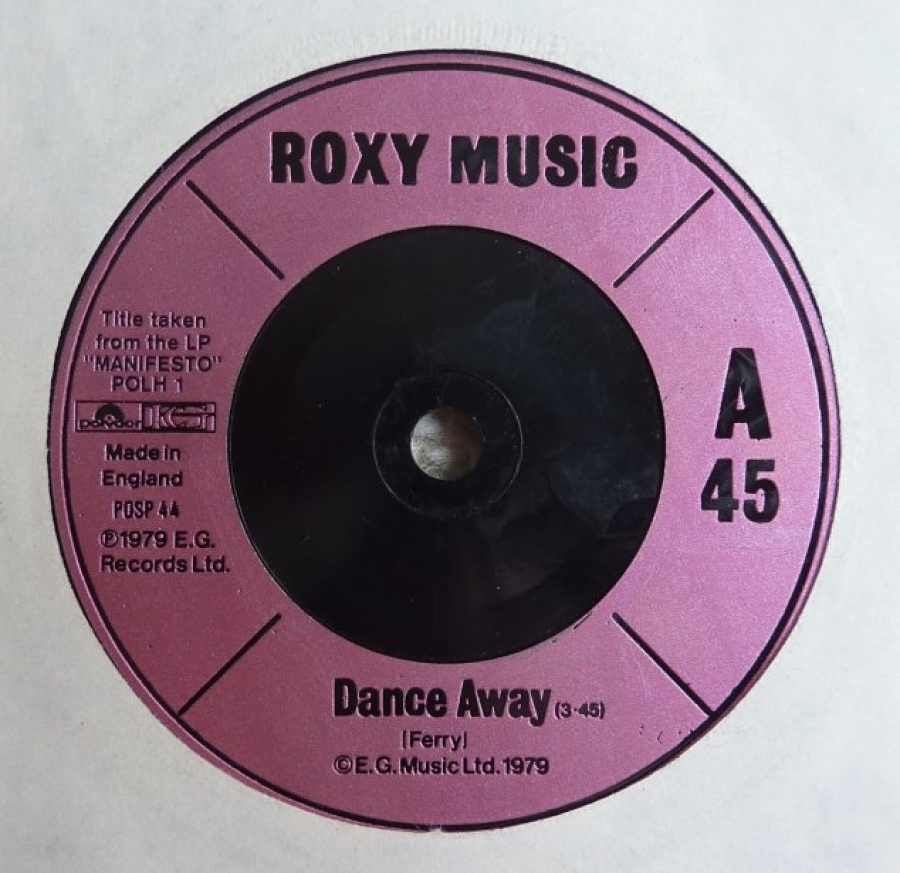 ROXY MUSIC
Title taken
from the LP
"MANIFESTO"
POLH 1
polydor
Made in
England
POSP 44
℗1979 E.G.
Records Ltd.
A
45
Dance Away (3·45)
(Ferry)
©E.G. Music Ltd. 1979